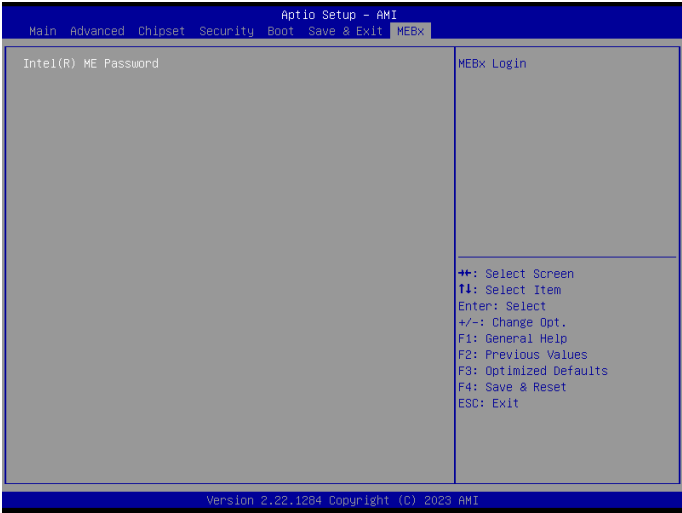 Aptio Setup - AMI
Main Advanced Chipset Security Boot Save & Exit MEBx
Intel(R) ME Password
MEBx Login
→←: Select Screen
↑↓: Select Item
Enter: Select
+/-: Change Opt.
F1: General Help
F2: Previous Values
F3: Optimized Defaults
F4: Save & Reset
ESC: Exit
Version 2.22.1284 Copyright (C) 2023 AMI